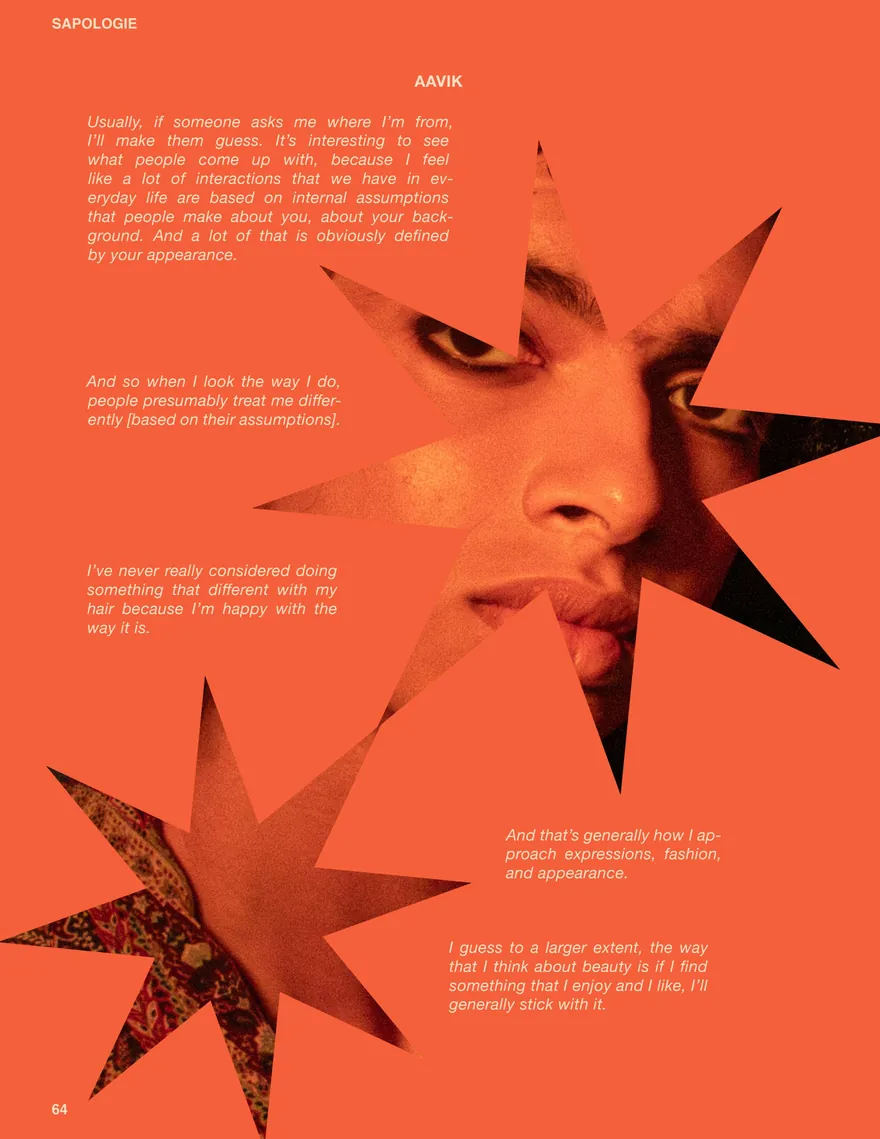 SAPOLOGIE
AAVIK
Usually, if someone asks me where I'm from,
I'll make them guess. It's interesting to see
what people come up with, because I feel
like a lot of interactions that we have in ev-
eryday life are based on internal assumptions
that people make about you, about your back-
ground. And a lot of that is obviously defined
by your appearance.
And so when I look the way I do,
people presumably treat me differ-
ently [based on their assumptions].
I've never really considered doing
something that different with my
hair because I'm happy with the
way it is.
And that's generally how I ap-
proach expressions, fashion,
and appearance.
I guess to a larger extent, the way
that I think about beauty is if I find
something that I enjoy and I like, I'll
generally stick with it.
64